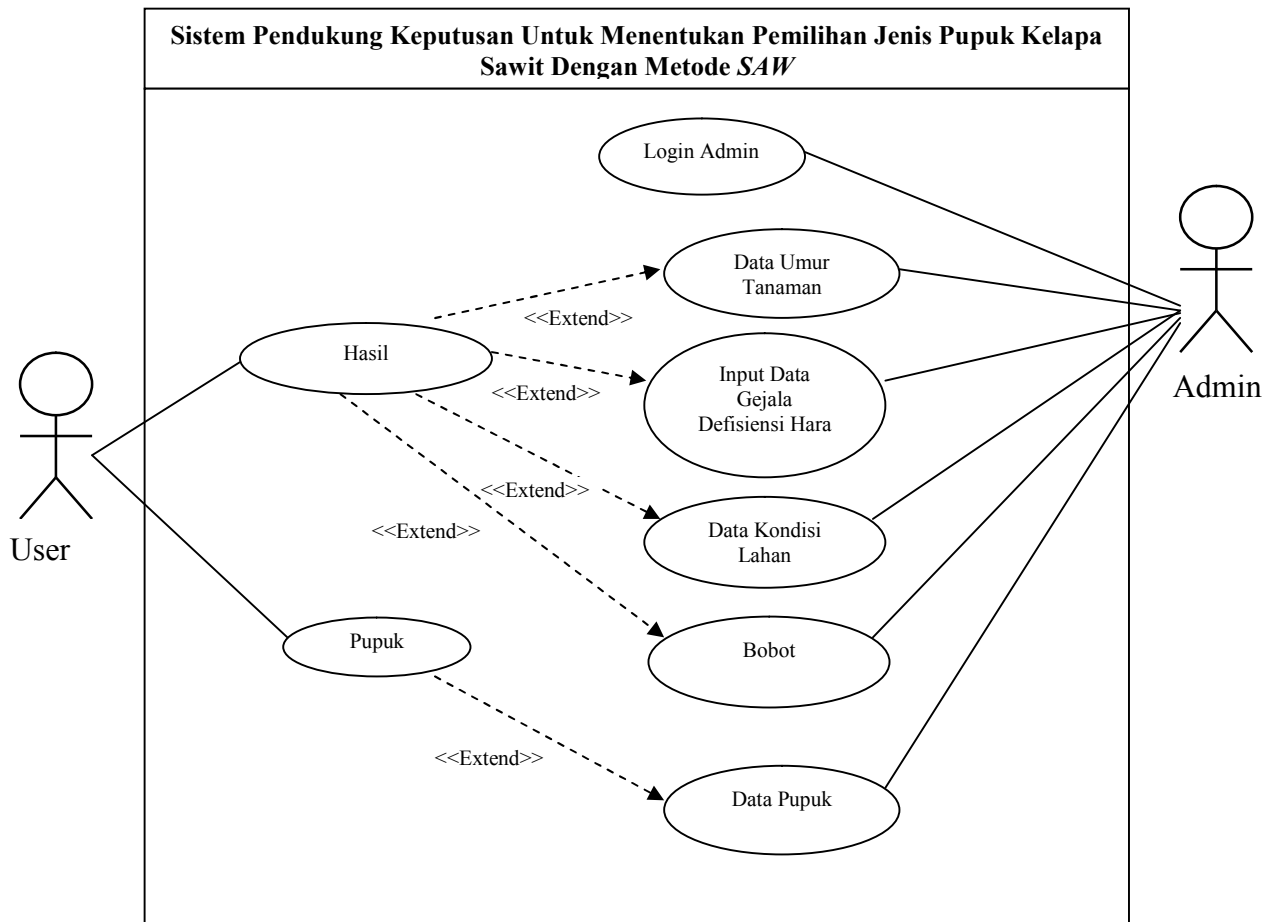 Sistem Pendukung Keputusan Untuk Menentukan Pemilihan Jenis Pupuk Kelapa
Sawit Dengan Metode SAW
Login Admin
Data Umur
Tanaman
<<Extend>>
Hasil
Input Data
Gejala
Defisiensi Hara
<<Extend>>
Admin
<<Extend>>
Data Kondisi
Lahan
<<Extend>>
User
Pupuk
Bobot
<<Extend>>
Data Pupuk